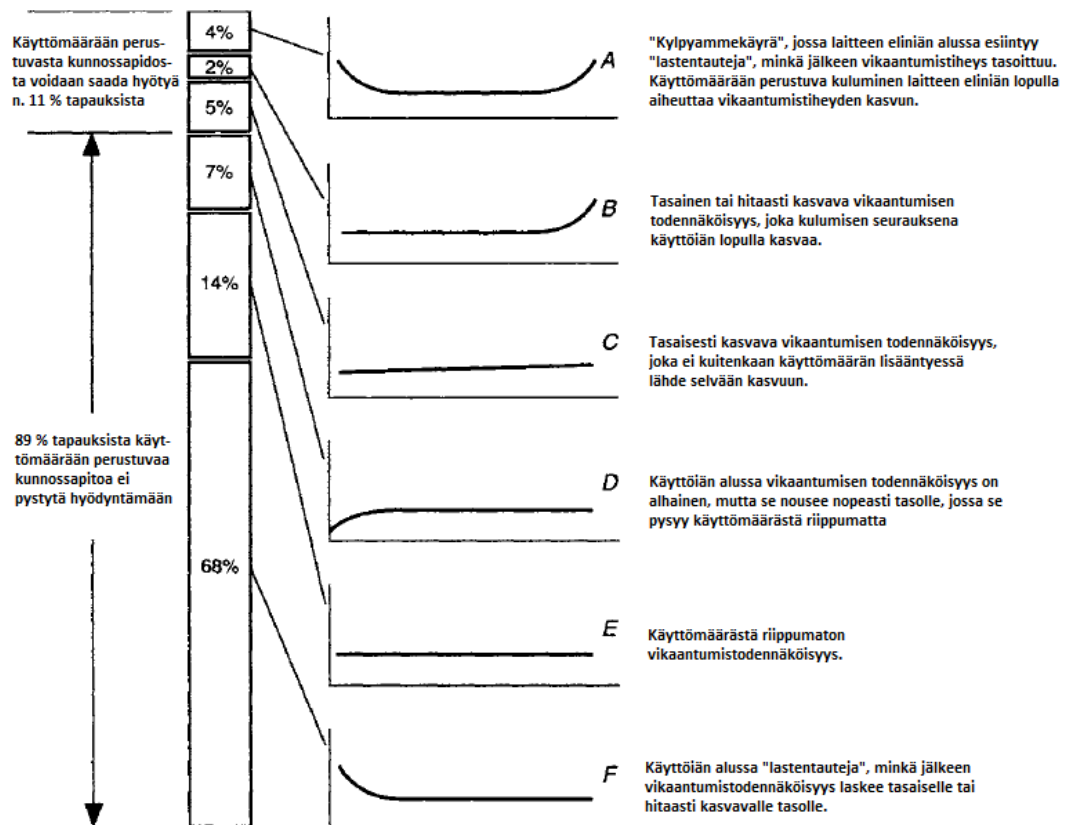 Käyttömäärään perus-
tuvasta kunnossapidos-
ta voidaan saada hyötyä
n. 11 % tapauksista
4%
2%
5%
7%
14%
68%
89 % tapauksista käyt-
tömäärään perustuvaa
kunnossapitoa ei
pystytä hyödyntämään
A
"Kylpyammekäyrä", jossa laitteen eliniän alussa esiintyy
"lastentauteja", minkä jälkeen vikaantumistiheys tasoittuu.
Käyttömäärään perustuva kuluminen laitteen eliniän lopulla
aiheuttaa vikaantumistiheyden kasvun.
B
Tasainen tai hitaasti kasvava vikaantumisen
todennäköisyys, joka kulumisen seurauksena
käyttöiän lopulla kasvaa.
C
Tasaisesti kasvava vikaantumisen todennäköisyys,
joka ei kuitenkaan käyttömäärän lisääntyessä
lähde selvään kasvuun.
D
Käyttöiän alussa vikaantumisen todennäköisyys on
alhainen, mutta se nousee nopeasti tasolle, jossa se
pysyy käyttömäärästä riippumatta
E
Käyttömäärästä riippumaton
vikaantumistodennäköisyys.
F
Käyttöiän alussa "lastentauteja", minkä jälkeen
vikaantumistodennäköisyys laskee tasaiselle tai
hitaasti kasvavalle tasolle.